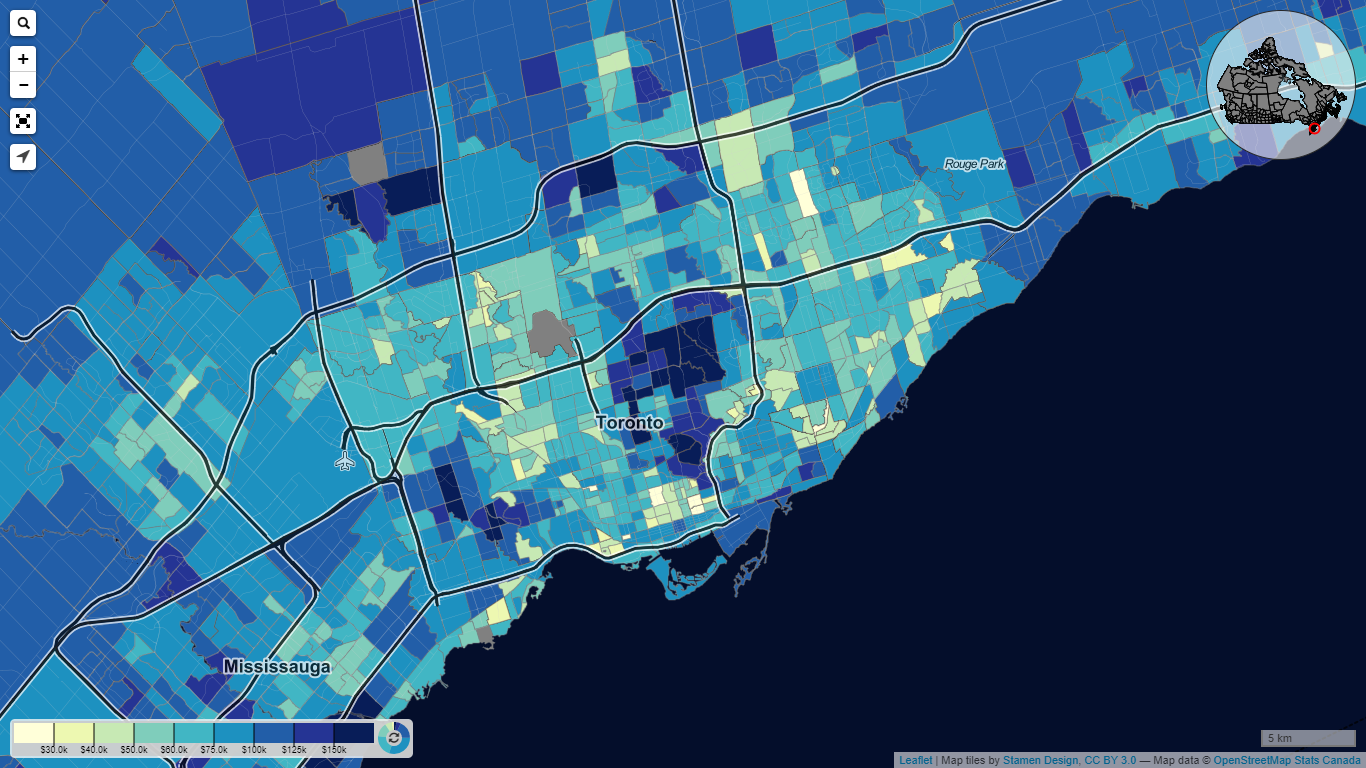 +
−
Rouge Park
Toronto
Mississauga
$30.0k $40.0k $50.0k $60.0k $75.0k $100k $125k $150k
5 km
Leaflet | Map tiles by Stamen Design, CC BY 3.0 — Map data © OpenStreetMap Stats Canada